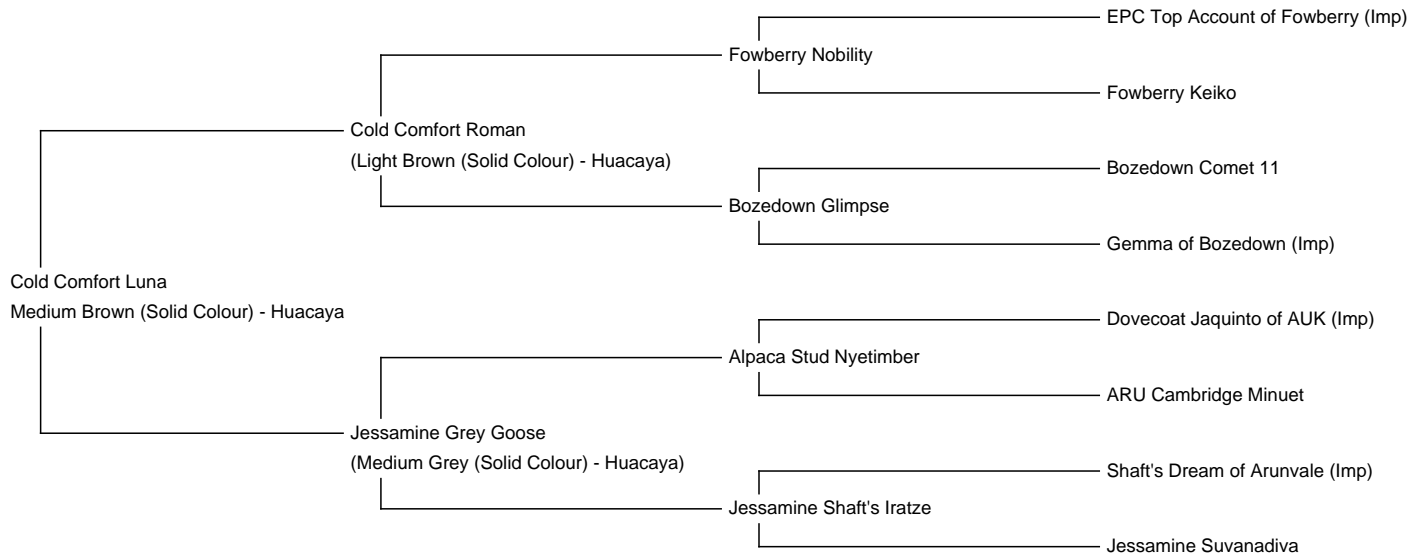 EPC Top Account of Fowberry (Imp)
Fowberry Nobility
Fowberry Keiko
Cold Comfort Roman
(Light Brown (Solid Colour) - Huacaya)
Bozedown Comet 11
Bozedown Glimpse
Gemma of Bozedown (Imp)
Cold Comfort Luna
Medium Brown (Solid Colour) - Huacaya
Dovecoat Jaquinto of AUK (Imp)
Alpaca Stud Nyetimber
ARU Cambridge Minuet
Jessamine Grey Goose
(Medium Grey (Solid Colour) - Huacaya)
Shaft's Dream of Arunvale (Imp)
Jessamine Shaft's Iratze
Jessamine Suvanadiva